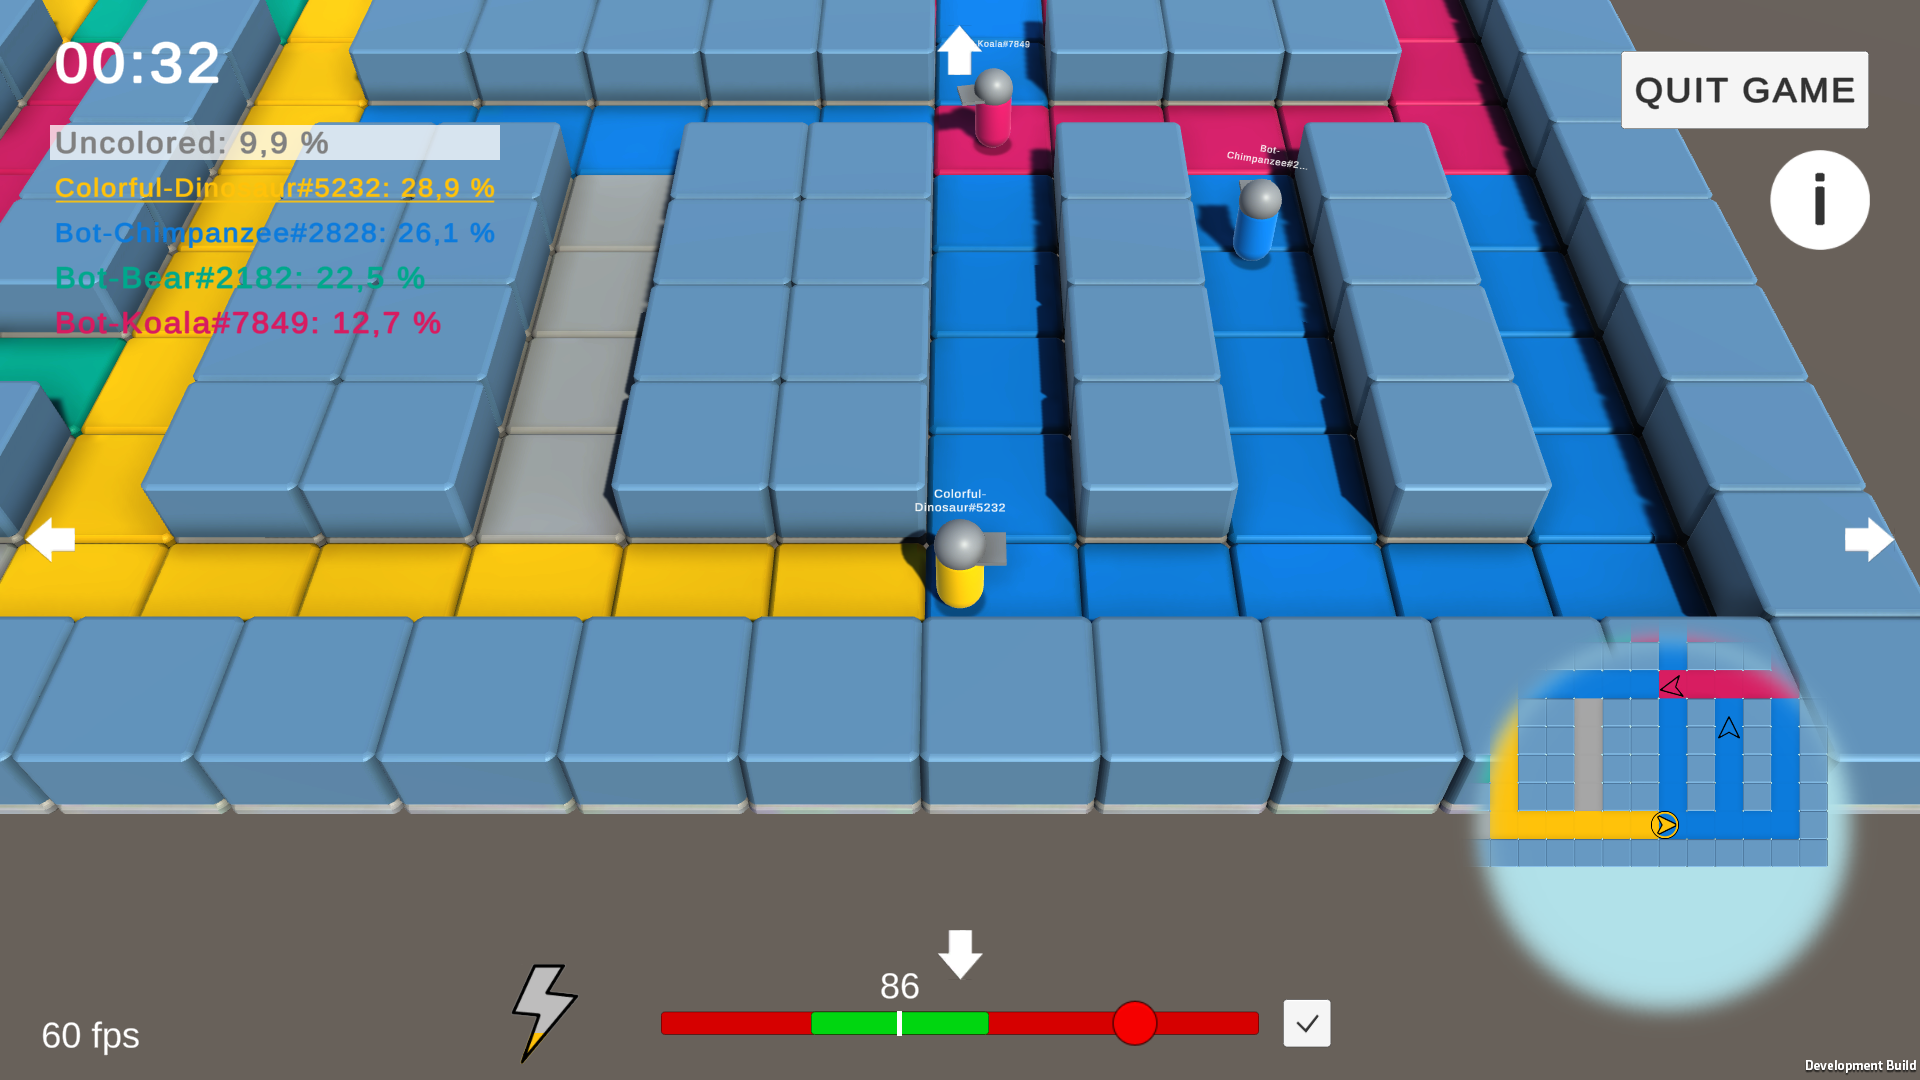 00:32
Uncolored: 9,9 %
Colorful-Dinosaur#5232: 28,9 %
Bot-Chimpanzee#2828: 26,1 %
Bot-Bear#2182: 22,5 %
Bot-Koala#7849: 12,7 %
Koala#7849
QUIT GAME
i
Bot-
Chimpanzee#2...
Colorful-
Dinosaur#5232
86
60 fps
Development Build